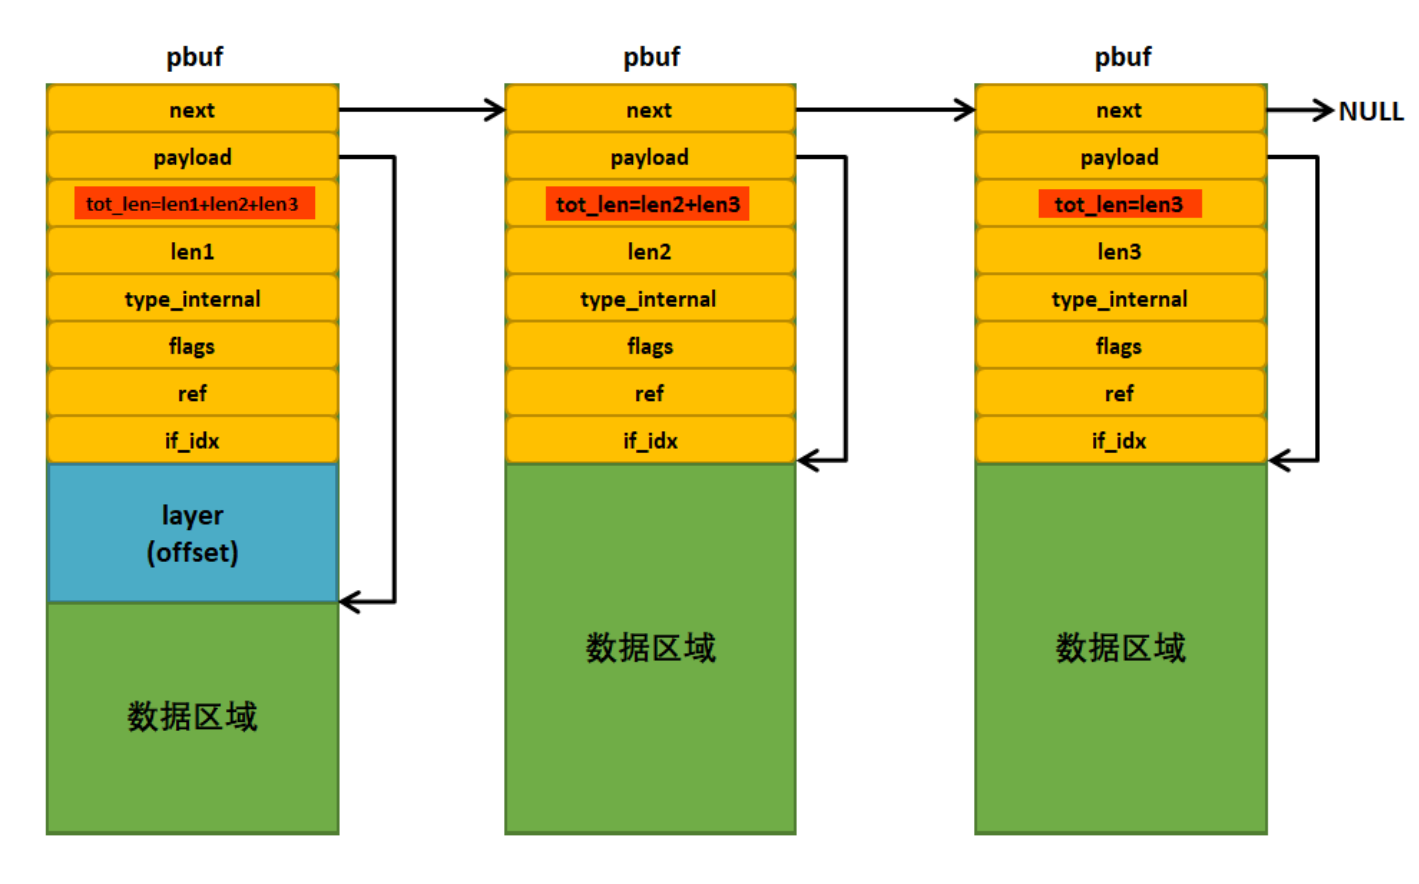 pbuf
next
payload
tot_len=len1+len2+len3
len1
type_internal
flags
ref
if_idx
layer
(offset)
数据区域
pbuf
next
payload
tot_len=len2+len3
len2
type_internal
flags
ref
if_idx
数据区域
pbuf
next
payload
tot_len=len3
len3
type_internal
flags
ref
if_idx
数据区域
NULL